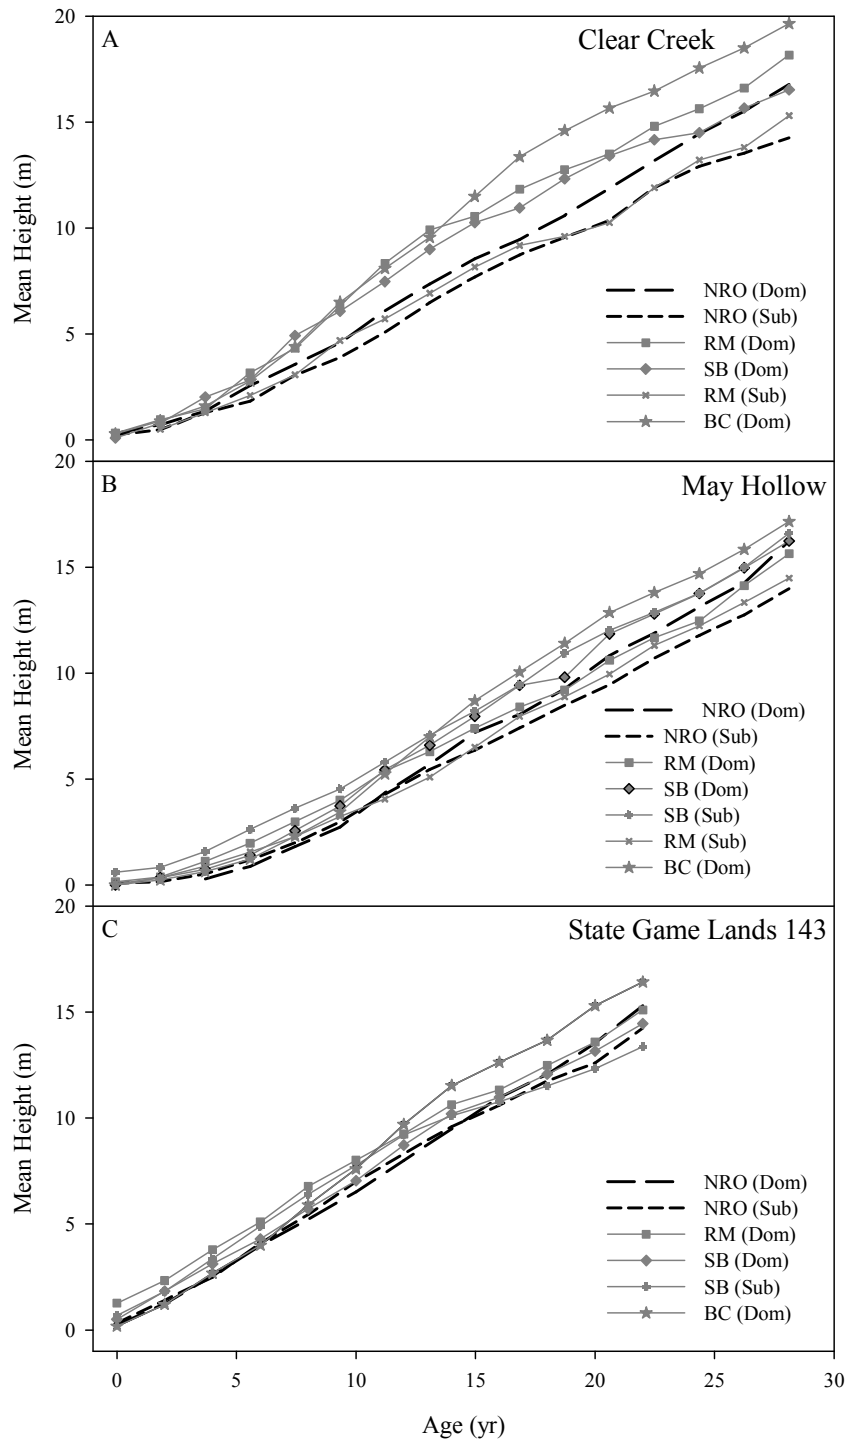 20
A
Clear Creek
15
10
5
0
Mean Height (m)
NRO (Dom)
NRO (Sub)
RM (Dom)
SB (Dom)
RM (Sub)
BC (Dom)
20
B
May Hollow
15
10
5
0
Mean Height (m)
NRO (Dom)
NRO (Sub)
RM (Dom)
SB (Dom)
SB (Sub)
RM (Sub)
BC (Dom)
20
C
State Game Lands 143
15
10
5
0
Mean Height (m)
NRO (Dom)
NRO (Sub)
RM (Dom)
SB (Dom)
SB (Sub)
BC (Dom)
0 5 10 15 20 25 30
Age (yr)